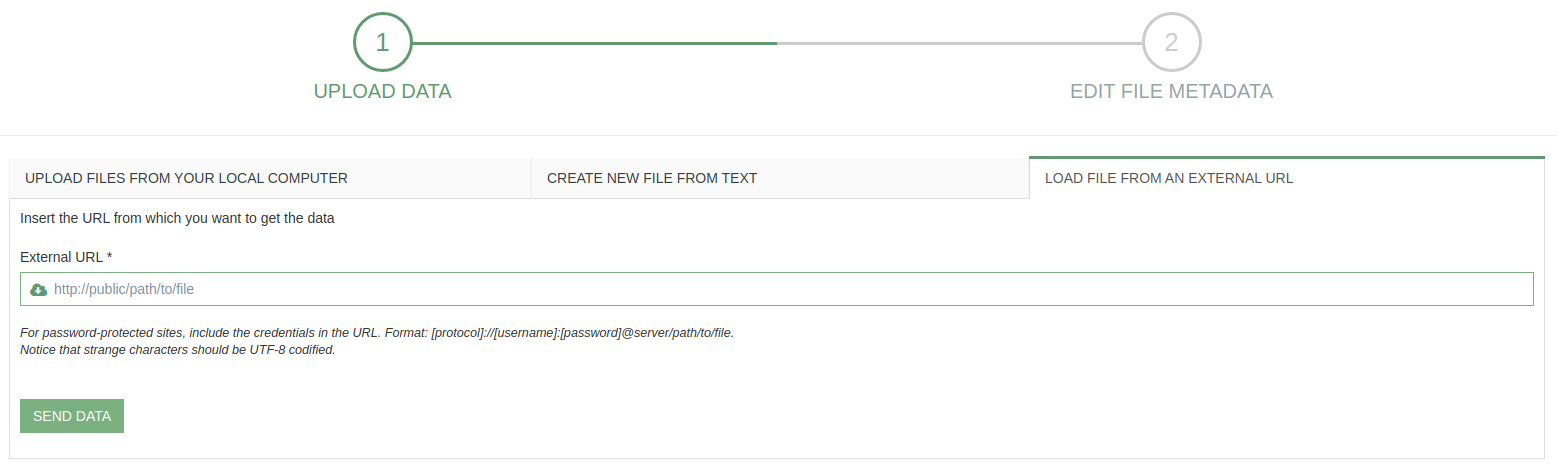 1
2
UPLOAD DATA
EDIT FILE METADATA
UPLOAD FILES FROM YOUR LOCAL COMPUTER
CREATE NEW FILE FROM TEXT
LOAD FILE FROM AN EXTERNAL URL
Insert the URL from which you want to get the data
External URL *
http://public/path/to/file
For password-protected sites, include the credentials in the URL. Format: [protocol]://[username]:[password]@server/path/to/file.
Notice that strange characters should be UTF-8 codified.
SEND DATA